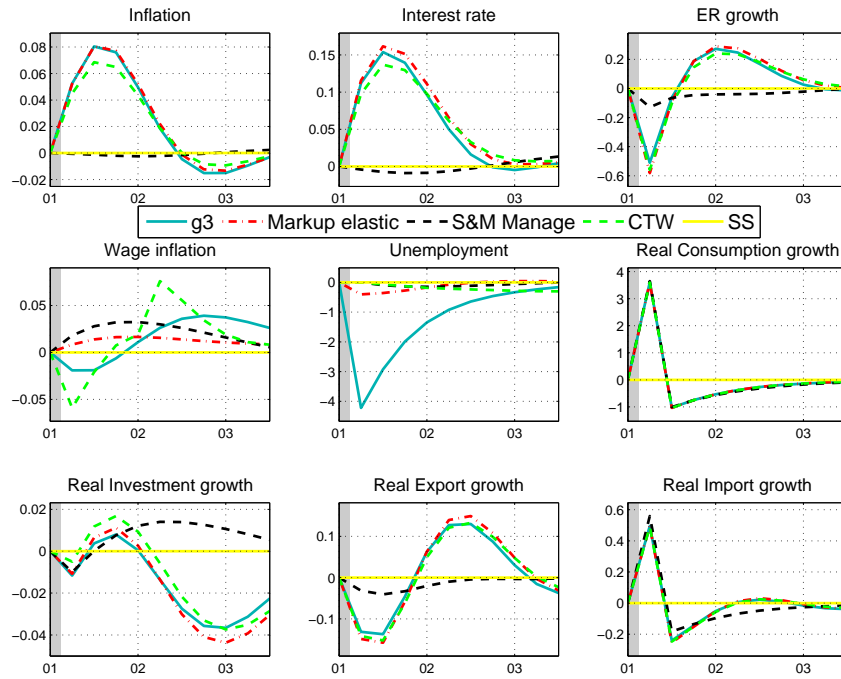 Inflation
Interest rate
ER growth
0.08
0.06
0.04
0.02
0
−0.02
01 02 03
0.15
0.1
0.05
0
01 02 03
0.2
0
−0.2
−0.4
−0.6
01 02 03
g3 Markup elastic S&M Manage CTW SS
Wage inflation
Unemployment
Real Consumption growth
0.05
0
−0.05
01 02 03
0
−1
−2
−3
−4
01 02 03
4
3
2
1
0
−1
01 02 03
Real Investment growth
Real Export growth
Real Import growth
0.02
0
−0.02
−0.04
01 02 03
0.1
0
−0.1
01 02 03
0.4
0.2
0
−0.2
01 02 03